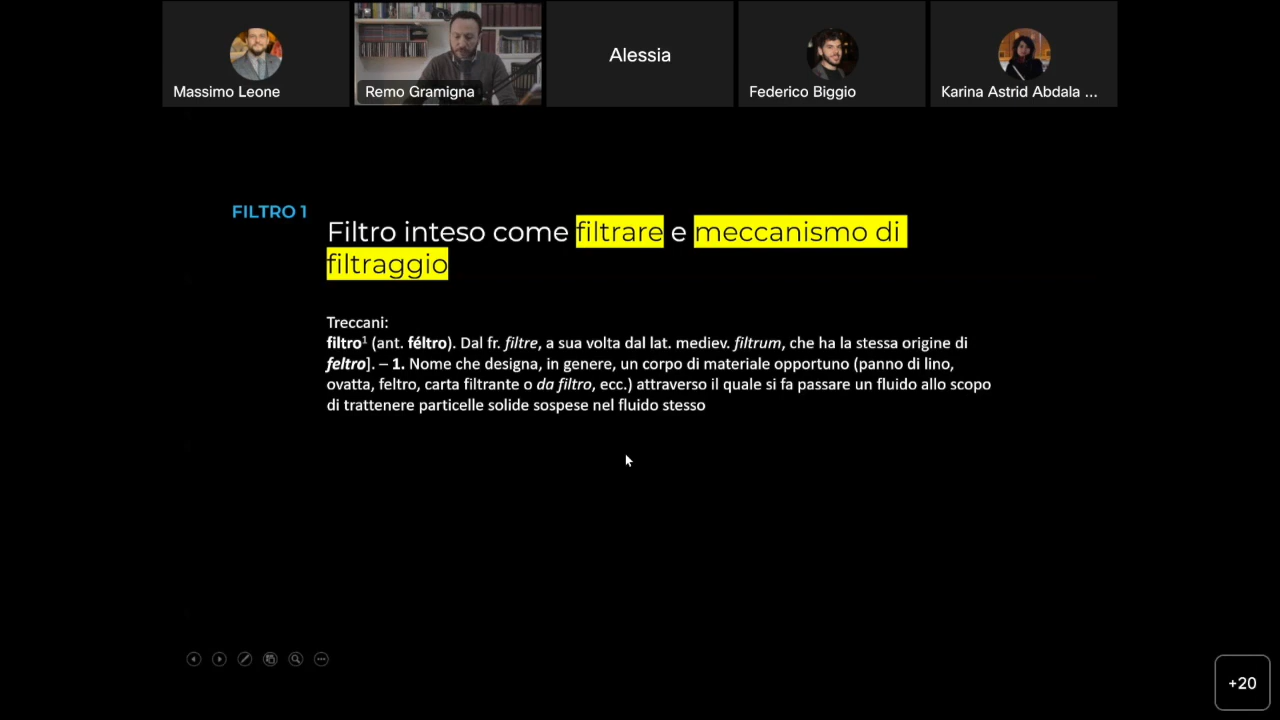 Massimo Leone
Remo Gramigna
Alessia
Federico Biggio
Karina Astrid Abdala ...
FILTRO 1
Filtro inteso come filtrare e meccanismo di
filtraggio
Treccani:
filtro¹ (ant. féltro). Dal fr. filtre, a sua volta dal lat. mediev. filtrum, che ha la stessa origine di
feltro]. – 1. Nome che designa, in genere, un corpo di materiale opportuno (panno di lino,
ovatta, feltro, carta filtrante o da filtro, ecc.) attraverso il quale si fa passare un fluido allo scopo
di trattenere particelle solide sospese nel fluido stesso
+20